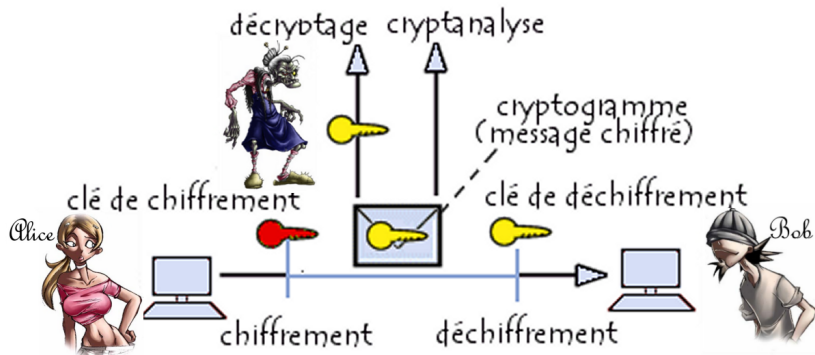 décryptage cryptanalyse
cryptogramme
(message chiffré)
clé de chiffrement
clé de déchiffrement
Alice
Bob
chiffrement
déchiffrement